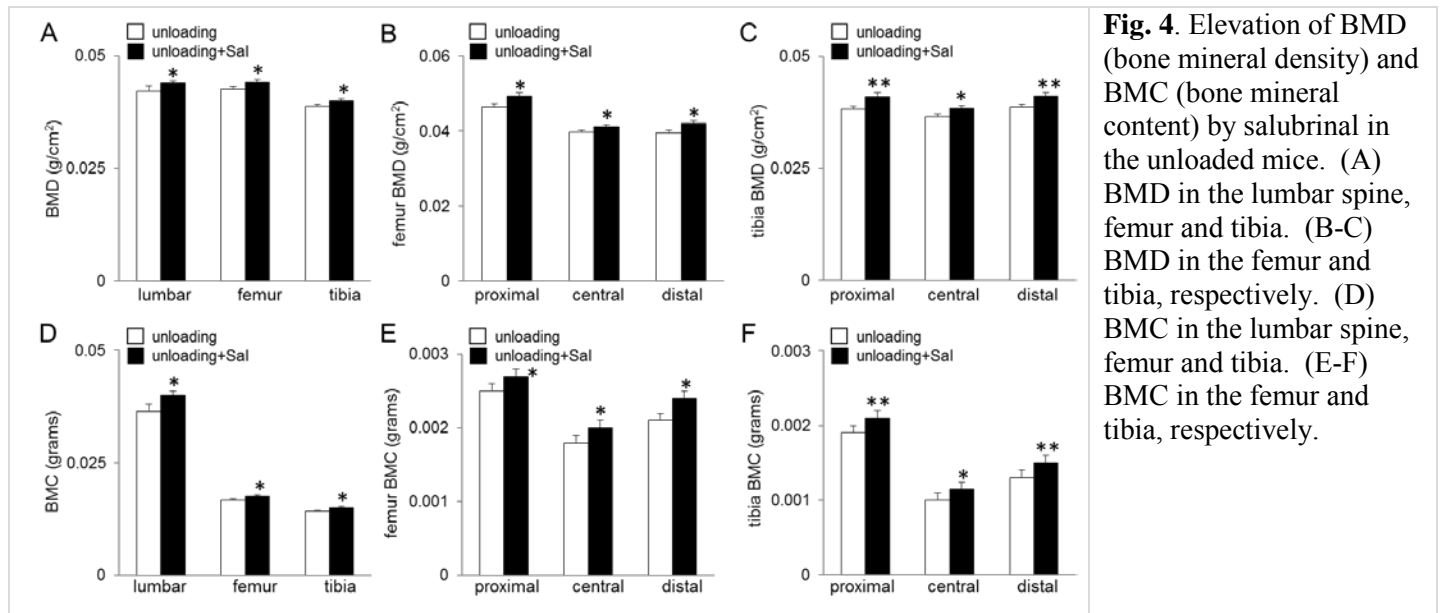 A
unloading
unloading+Sal
BMD (g/cm²)
0.05
0.025
0
* * *
lumbar femur tibia
B
unloading
unloading+Sal
femur BMD (g/cm²)
0.06
0.04
0.02
0
* * *
proximal central distal
C
unloading
unloading+Sal
tibia BMD (g/cm²)
0.05
0.025
0
** * **
proximal central distal
D
unloading
unloading+Sal
BMC (grams)
0.05
0.025
0
* * *
lumbar femur tibia
E
unloading
unloading+Sal
femur BMC (grams)
0.003
0.002
0.001
0
* * *
proximal central distal
F
unloading
unloading+Sal
tibia BMC (grams)
0.003
0.002
0.001
0
** * **
proximal central distal
Fig. 4. Elevation of BMD
(bone mineral density) and
BMC (bone mineral
content) by salubrinal in
the unloaded mice. (A)
BMD in the lumbar spine,
femur and tibia. (B-C)
BMD in the femur and
tibia, respectively. (D)
BMC in the lumbar spine,
femur and tibia. (E-F)
BMC in the femur and
tibia, respectively.